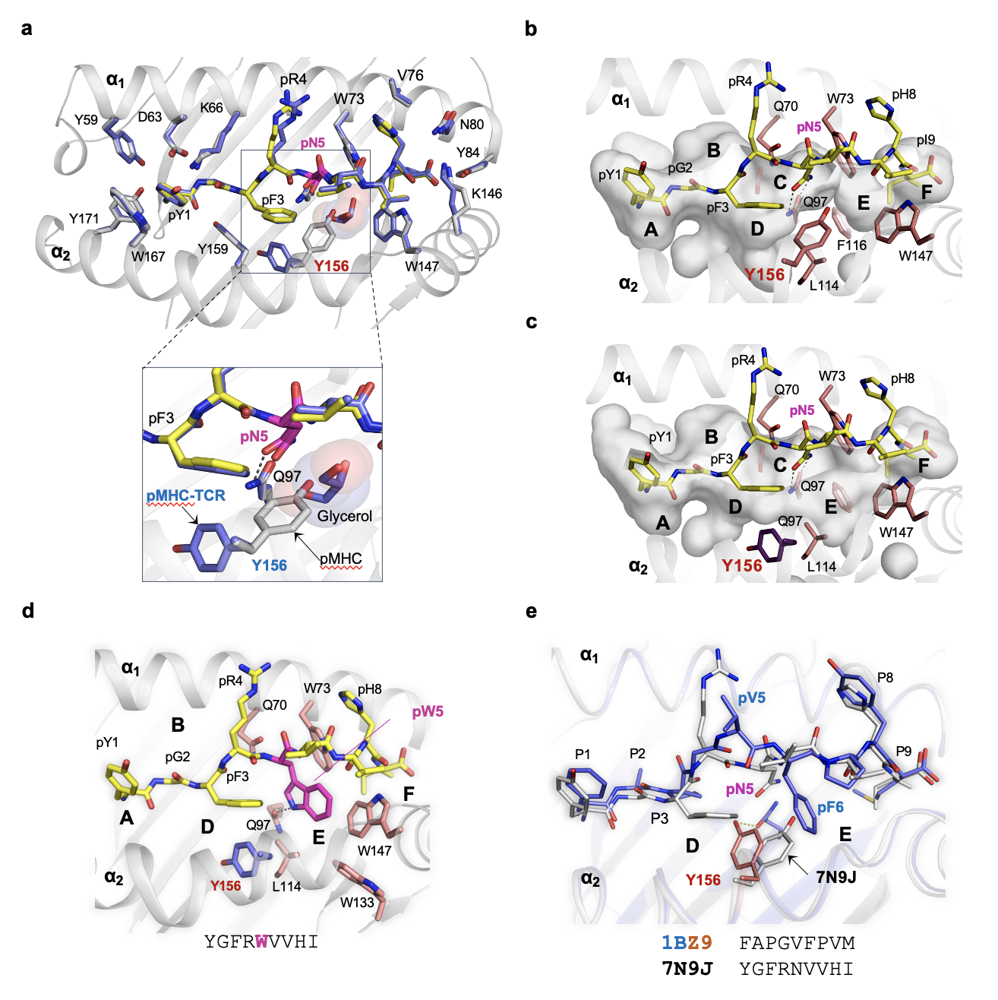 a
α1
Y59
D63
K66
pR4
W73
V76
N80
Y84
K146
pN5
pF3
pY1
Y171
α2
W167
Y159
Y156
W147
pF3
pN5
Q97
pMHC-TCR
Glycerol
Y156
pMHC
b
α1
pR4
Q70
W73
pH8
pN5
pI9
B
pG2
pY1
C
pF3
Q97
E
F
A
D
F116
W147
Y156
L114
α2
c
α1
pR4
Q70
W73
pH8
pN5
pY1
B
pF3
C
F
Q97
D
E
A
Q97
W147
Y156
L114
α2
d
α1
pR4
Q70
W73
pH8
pW5
B
pY1
pG2
pF3
F
A
D
Q97
E
W147
α2
Y156
L114
W133
YGFRWVVHI
e
α1
P8
pV5
P1
P2
P9
pN5
P3
pF6
D
E
α2
Y156
7N9J
1BZ9 FAPGVFPVM
7N9J YGFRNVVHI